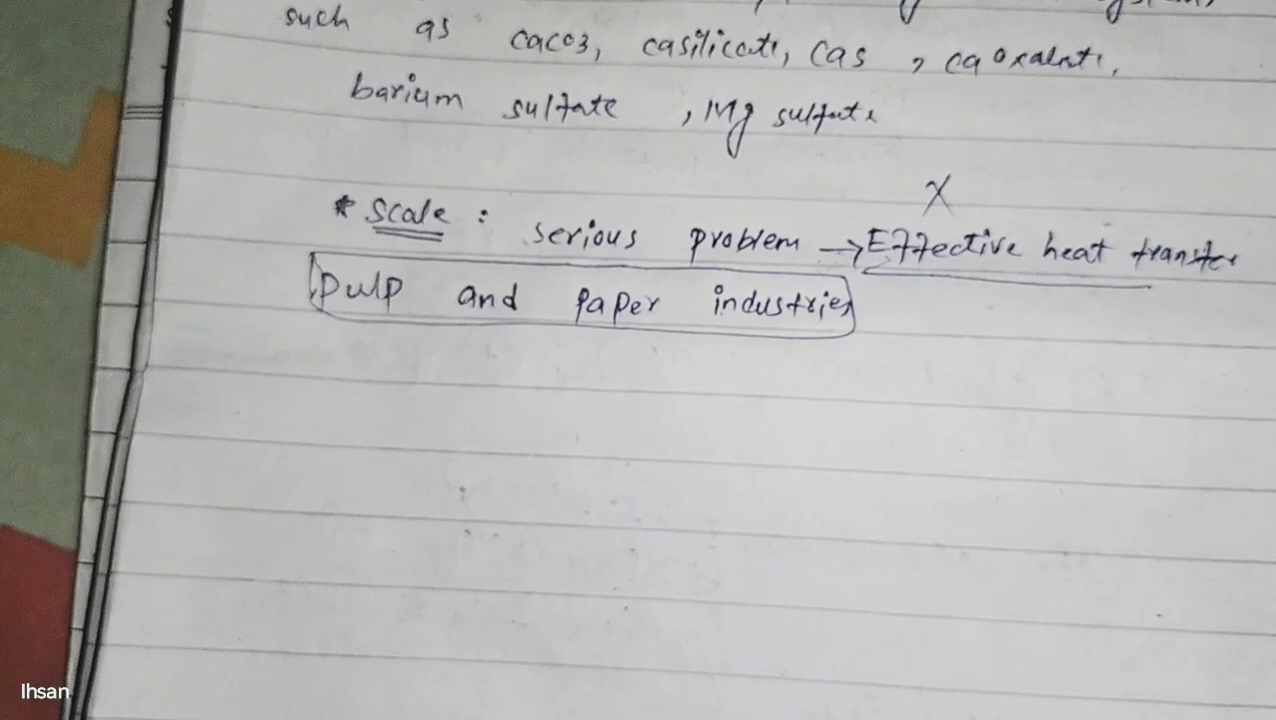 such as caco3, casilicate, cas, ca oxalate,
barium sulfate, Mg sulfate
X
* Scale: serious problem → Effective heat transfer
Pulp and Paper industries
Ihsan